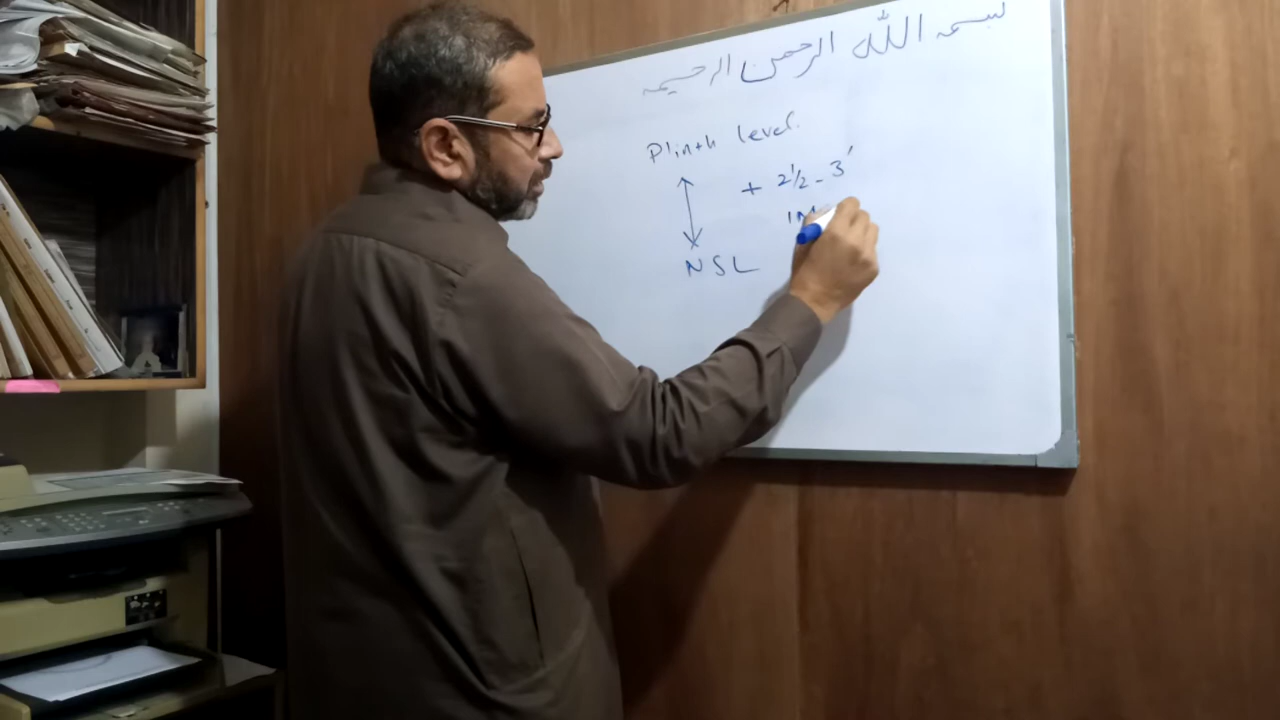 بسم الله الرحمن الرحيم
Plinth level.
+ 2½ - 3'
NSL